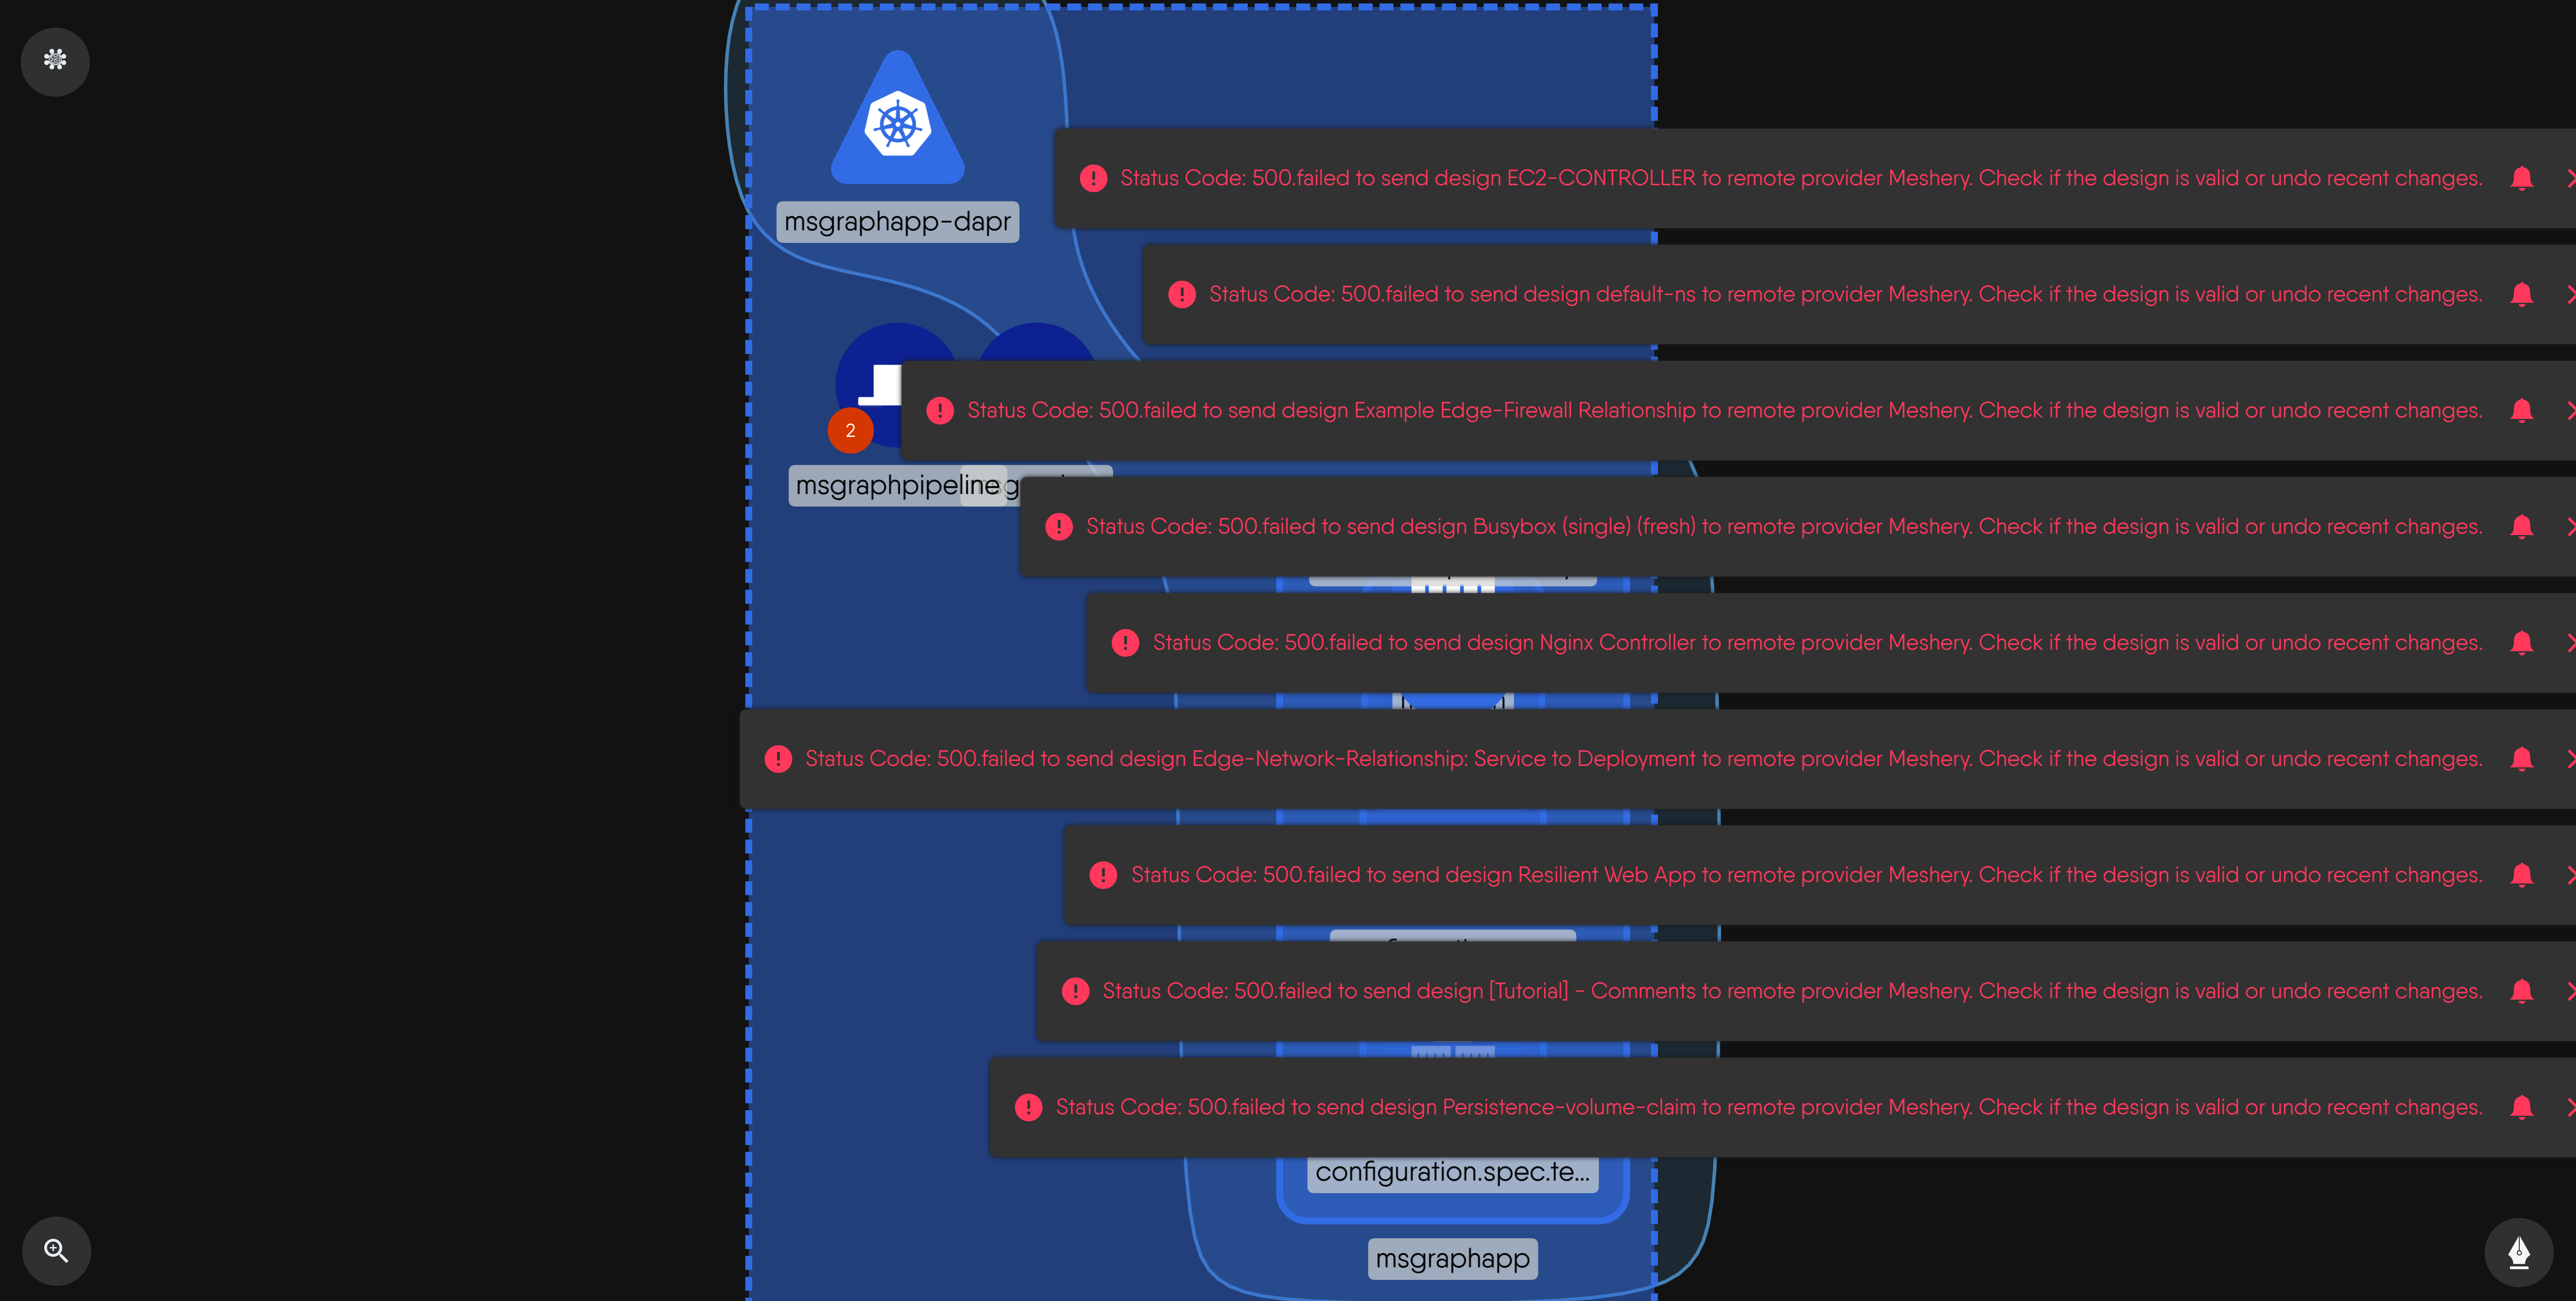 msgraphapp-dapr
Status Code: 500.failed to send design EC2-CONTROLLER to remote provider Meshery. Check if the design is valid or undo recent changes.
Status Code: 500.failed to send design default-ns to remote provider Meshery. Check if the design is valid or undo recent changes.
Status Code: 500.failed to send design Example Edge-Firewall Relationship to remote provider Meshery. Check if the design is valid or undo recent changes.
2
msgraphpipeline
Status Code: 500.failed to send design Busybox (single) (fresh) to remote provider Meshery. Check if the design is valid or undo recent changes.
Status Code: 500.failed to send design Nginx Controller to remote provider Meshery. Check if the design is valid or undo recent changes.
Status Code: 500.failed to send design Edge-Network-Relationship: Service to Deployment to remote provider Meshery. Check if the design is valid or undo recent changes.
Status Code: 500.failed to send design Resilient Web App to remote provider Meshery. Check if the design is valid or undo recent changes.
Status Code: 500.failed to send design [Tutorial] - Comments to remote provider Meshery. Check if the design is valid or undo recent changes.
Status Code: 500.failed to send design Persistence-volume-claim to remote provider Meshery. Check if the design is valid or undo recent changes.
configuration.spec.te...
msgraphapp